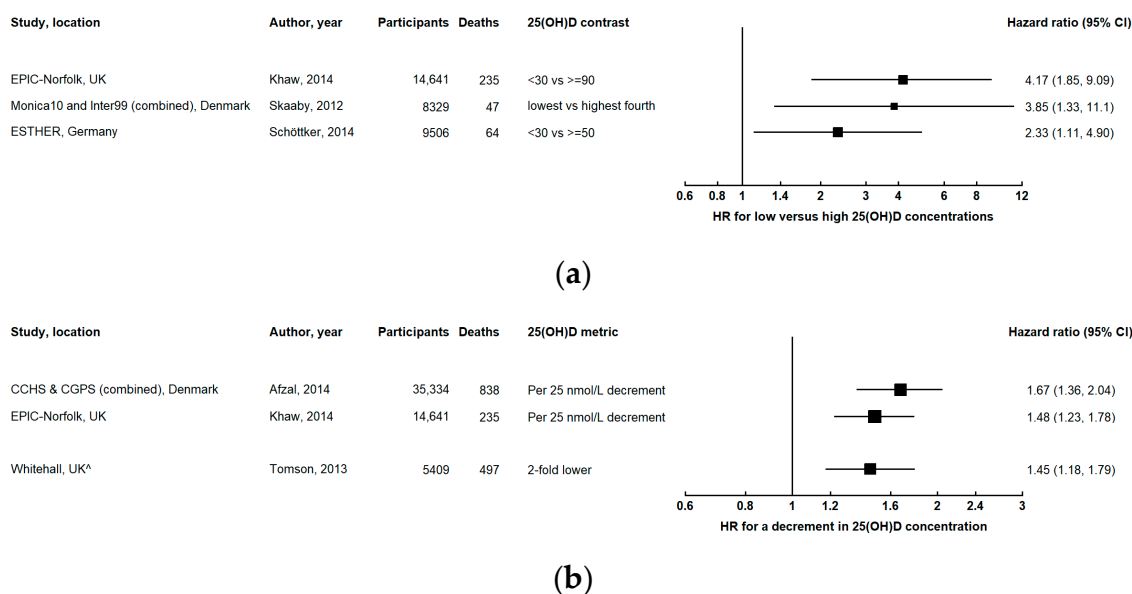 Study, location Author, year Participants Deaths 25(OH)D contrast Hazard ratio (95% CI)
EPIC-Norfolk, UK Khaw, 2014 14,641 235 <30 vs >=90 4.17 (1.85, 9.09)
Monica10 and Inter99 (combined), Denmark Skaaby, 2012 8329 47 lowest vs highest fourth 3.85 (1.33, 11.1)
ESTHER, Germany Schöttker, 2014 9506 64 <30 vs >=50 2.33 (1.11, 4.90)
0.6 0.8 1 1.4 2 3 4 6 8 12
HR for low versus high 25(OH)D concentrations
(a)
Study, location Author, year Participants Deaths 25(OH)D metric Hazard ratio (95% CI)
CCHS & CGPS (combined), Denmark Afzal, 2014 35,334 838 Per 25 nmol/L decrement 1.67 (1.36, 2.04)
EPIC-Norfolk, UK Khaw, 2014 14,641 235 Per 25 nmol/L decrement 1.48 (1.23, 1.78)
Whitehall, UK^ Tomson, 2013 5409 497 2-fold lower 1.45 (1.18, 1.79)
0.6 1 1.2 1.6 2 2.4 3
HR for a decrement in 25(OH)D concentration
(b)